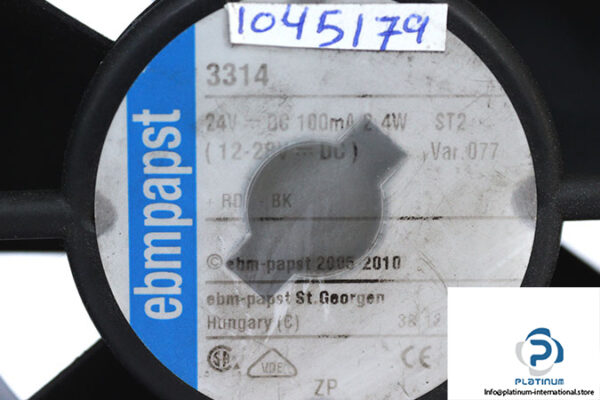 1045179
ebmpapst
3314
24V ⎓ DC 100mA 2.4W ST2
(12-28V ⎓ DC) Var.077
+ RD - BK
© ebm-papst 2005 2010
ebm-papst St.Georgen
Hungary (C)
VDE
CE
ZP
PLATINUM
Info@platinum-international.store